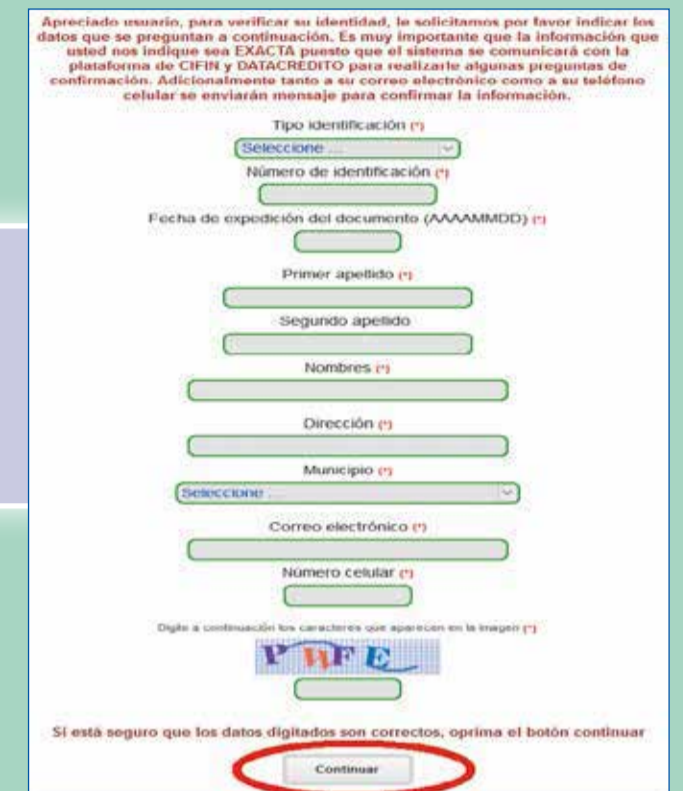 Apreciado usuario, para verificar su identidad, le solicitamos por favor indicar los
datos que se preguntan a continuación. Es muy importante que la información que
usted nos indique sea EXACTA puesto que el sistema se comunicará con la
plataforma de CIFIN y DATACREDITO para realizarle algunas preguntas de
confirmación. Adicionalmente tanto a su correo electrónico como a su teléfono
celular se enviarán mensaje para confirmar la información.
Tipo identificación (*)
Seleccione ...
Número de identificación (*)
Fecha de expedición del documento (AAAAMMDD) (*)
Primer apellido (*)
Segundo apellido
Nombres (*)
Dirección (*)
Municipio (*)
Seleccione ...
Correo electrónico (*)
Número celular (*)
Digite a continuación los caracteres que aparecen en la imagen (*)
PWFE
Si está seguro que los datos digitados son correctos, oprima el botón continuar
Continuar